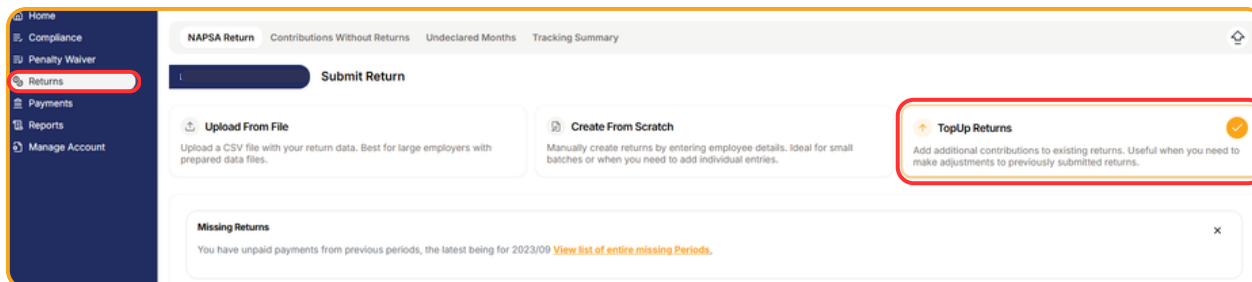 Home
Compliance
Penalty Waiver
Returns
Payments
Reports
Manage Account
NAPSA Return Contributions Without Returns Undeclared Months Tracking Summary
Submit Return
Upload From File
Upload a CSV file with your return data. Best for large employers with
prepared data files.
Create From Scratch
Manually create returns by entering employee details. Ideal for small
batches or when you need to add individual entries.
TopUp Returns
Add additional contributions to existing returns. Useful when you need to
make adjustments to previously submitted returns.
Missing Returns
You have unpaid payments from previous periods, the latest being for 2023/09 View list of entire missing Periods.